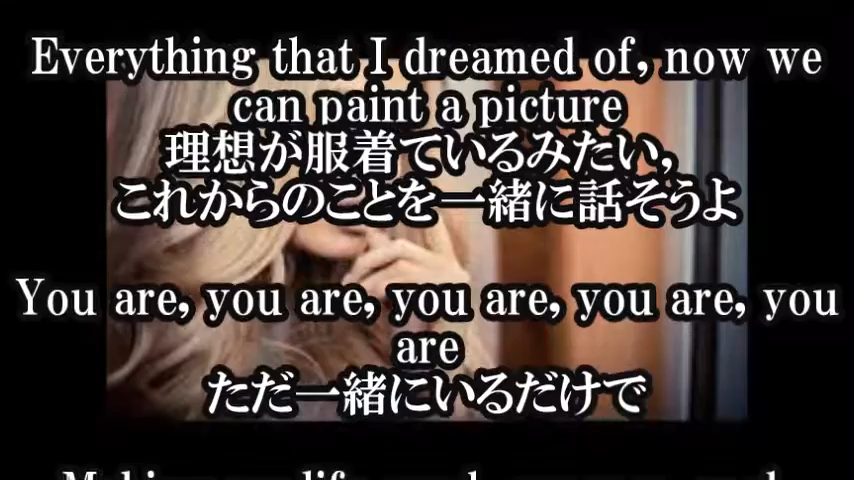 Everything that I dreamed of, now we
can paint a picture
理想が服着ているみたい,
これからのことを一緒に話そうよ
You are, you are, you are, you are, you
are
ただ一緒にいるだけで